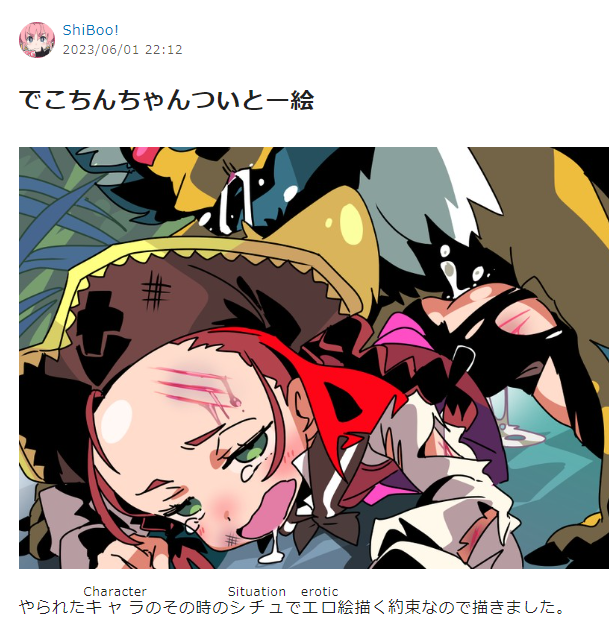 ShiBoo!
2023/06/01 22:12
でこちんちゃんついとー絵
Character Situation erotic
やられたキャラのその時のシチュでエロ絵描く約束なので描きました。